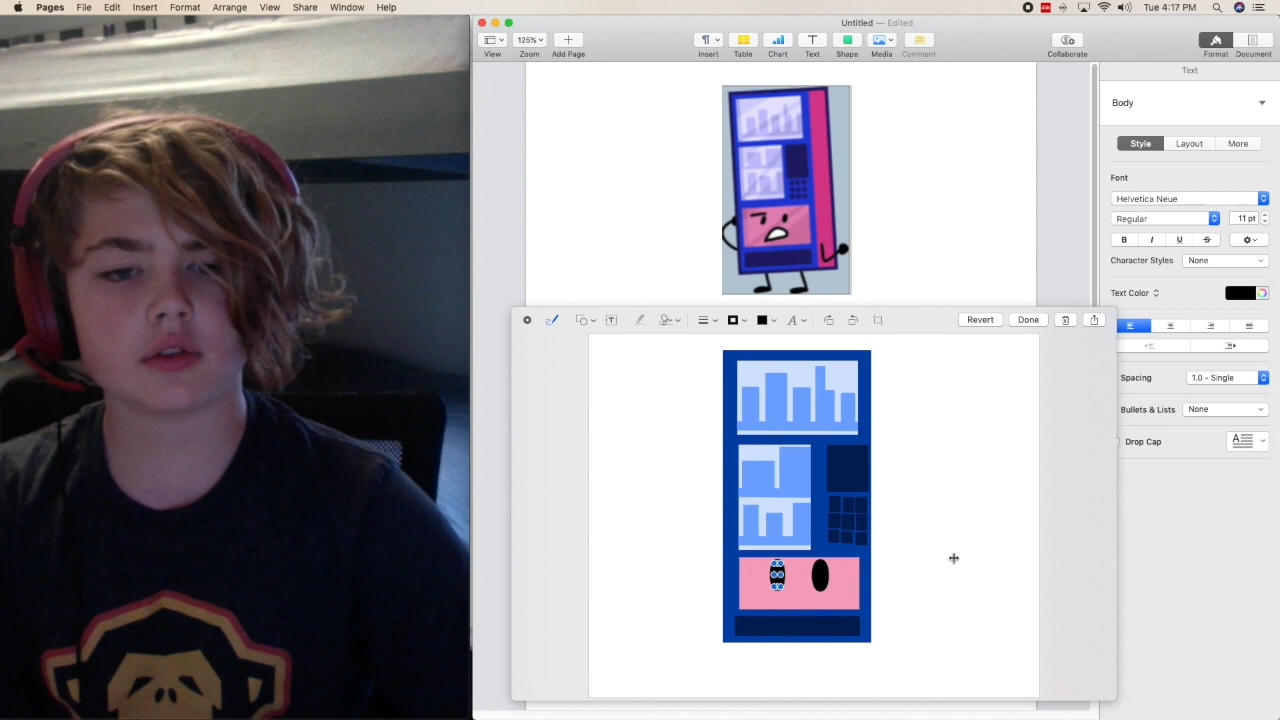 Pages File Edit Insert Format Arrange View Share Window Help Tue 4:17 PM
Untitled — Edited
125%
View Zoom Add Page Insert Table Chart Text Shape Media Comment Collaborate Format Document
Text
Body
Style Layout More
Font
Helvetica Neue
Regular 11 pt
B I U S
Character Styles None
Text Color
Revert Done
Spacing 1.0 - Single
Bullets & Lists None
Drop Cap